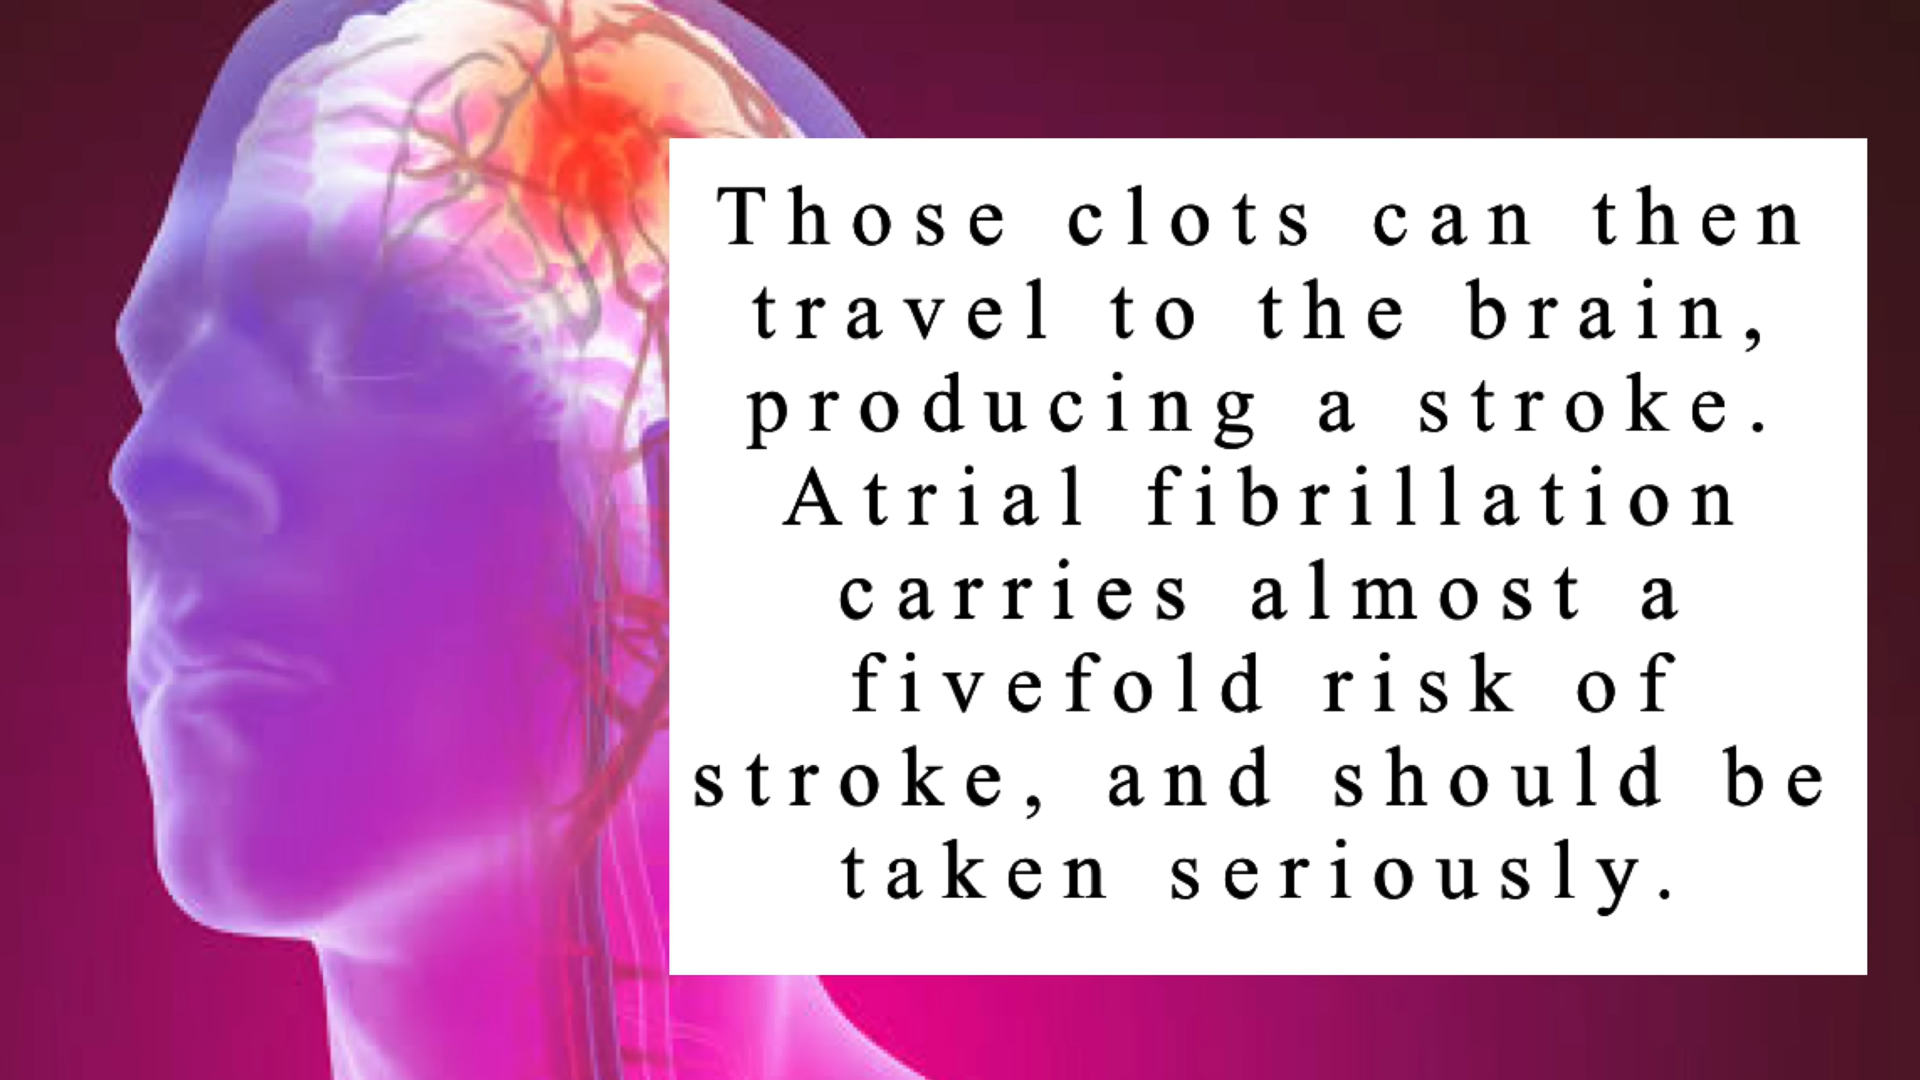 Those clots can then
travel to the brain,
producing a stroke.
Atrial fibrillation
carries almost a
fivefold risk of
stroke, and should be
taken seriously.